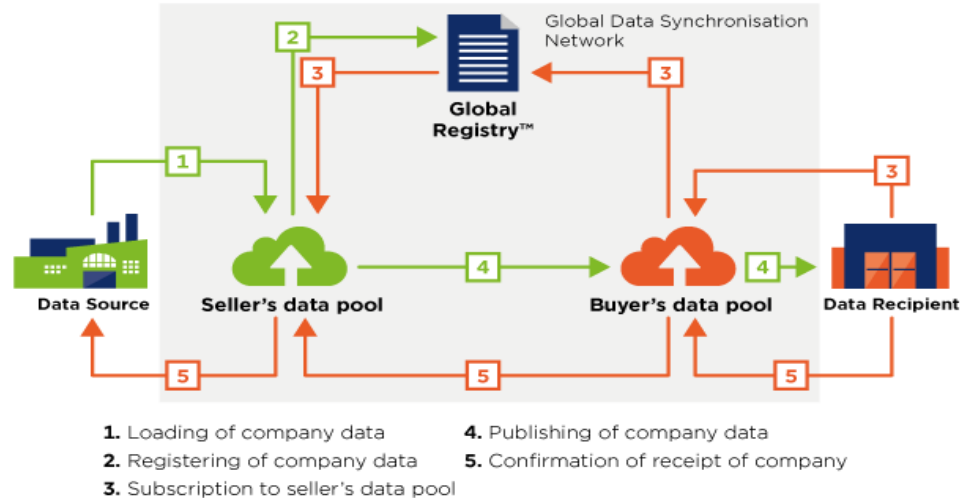 Global Data Synchronisation
Network
2
3
3
Global
Registry™
1
3
4
4
Data Source
Seller's data pool
Buyer's data pool
Data Recipient
5
5
5
1. Loading of company data
2. Registering of company data
3. Subscription to seller's data pool
4. Publishing of company data
5. Confirmation of receipt of company